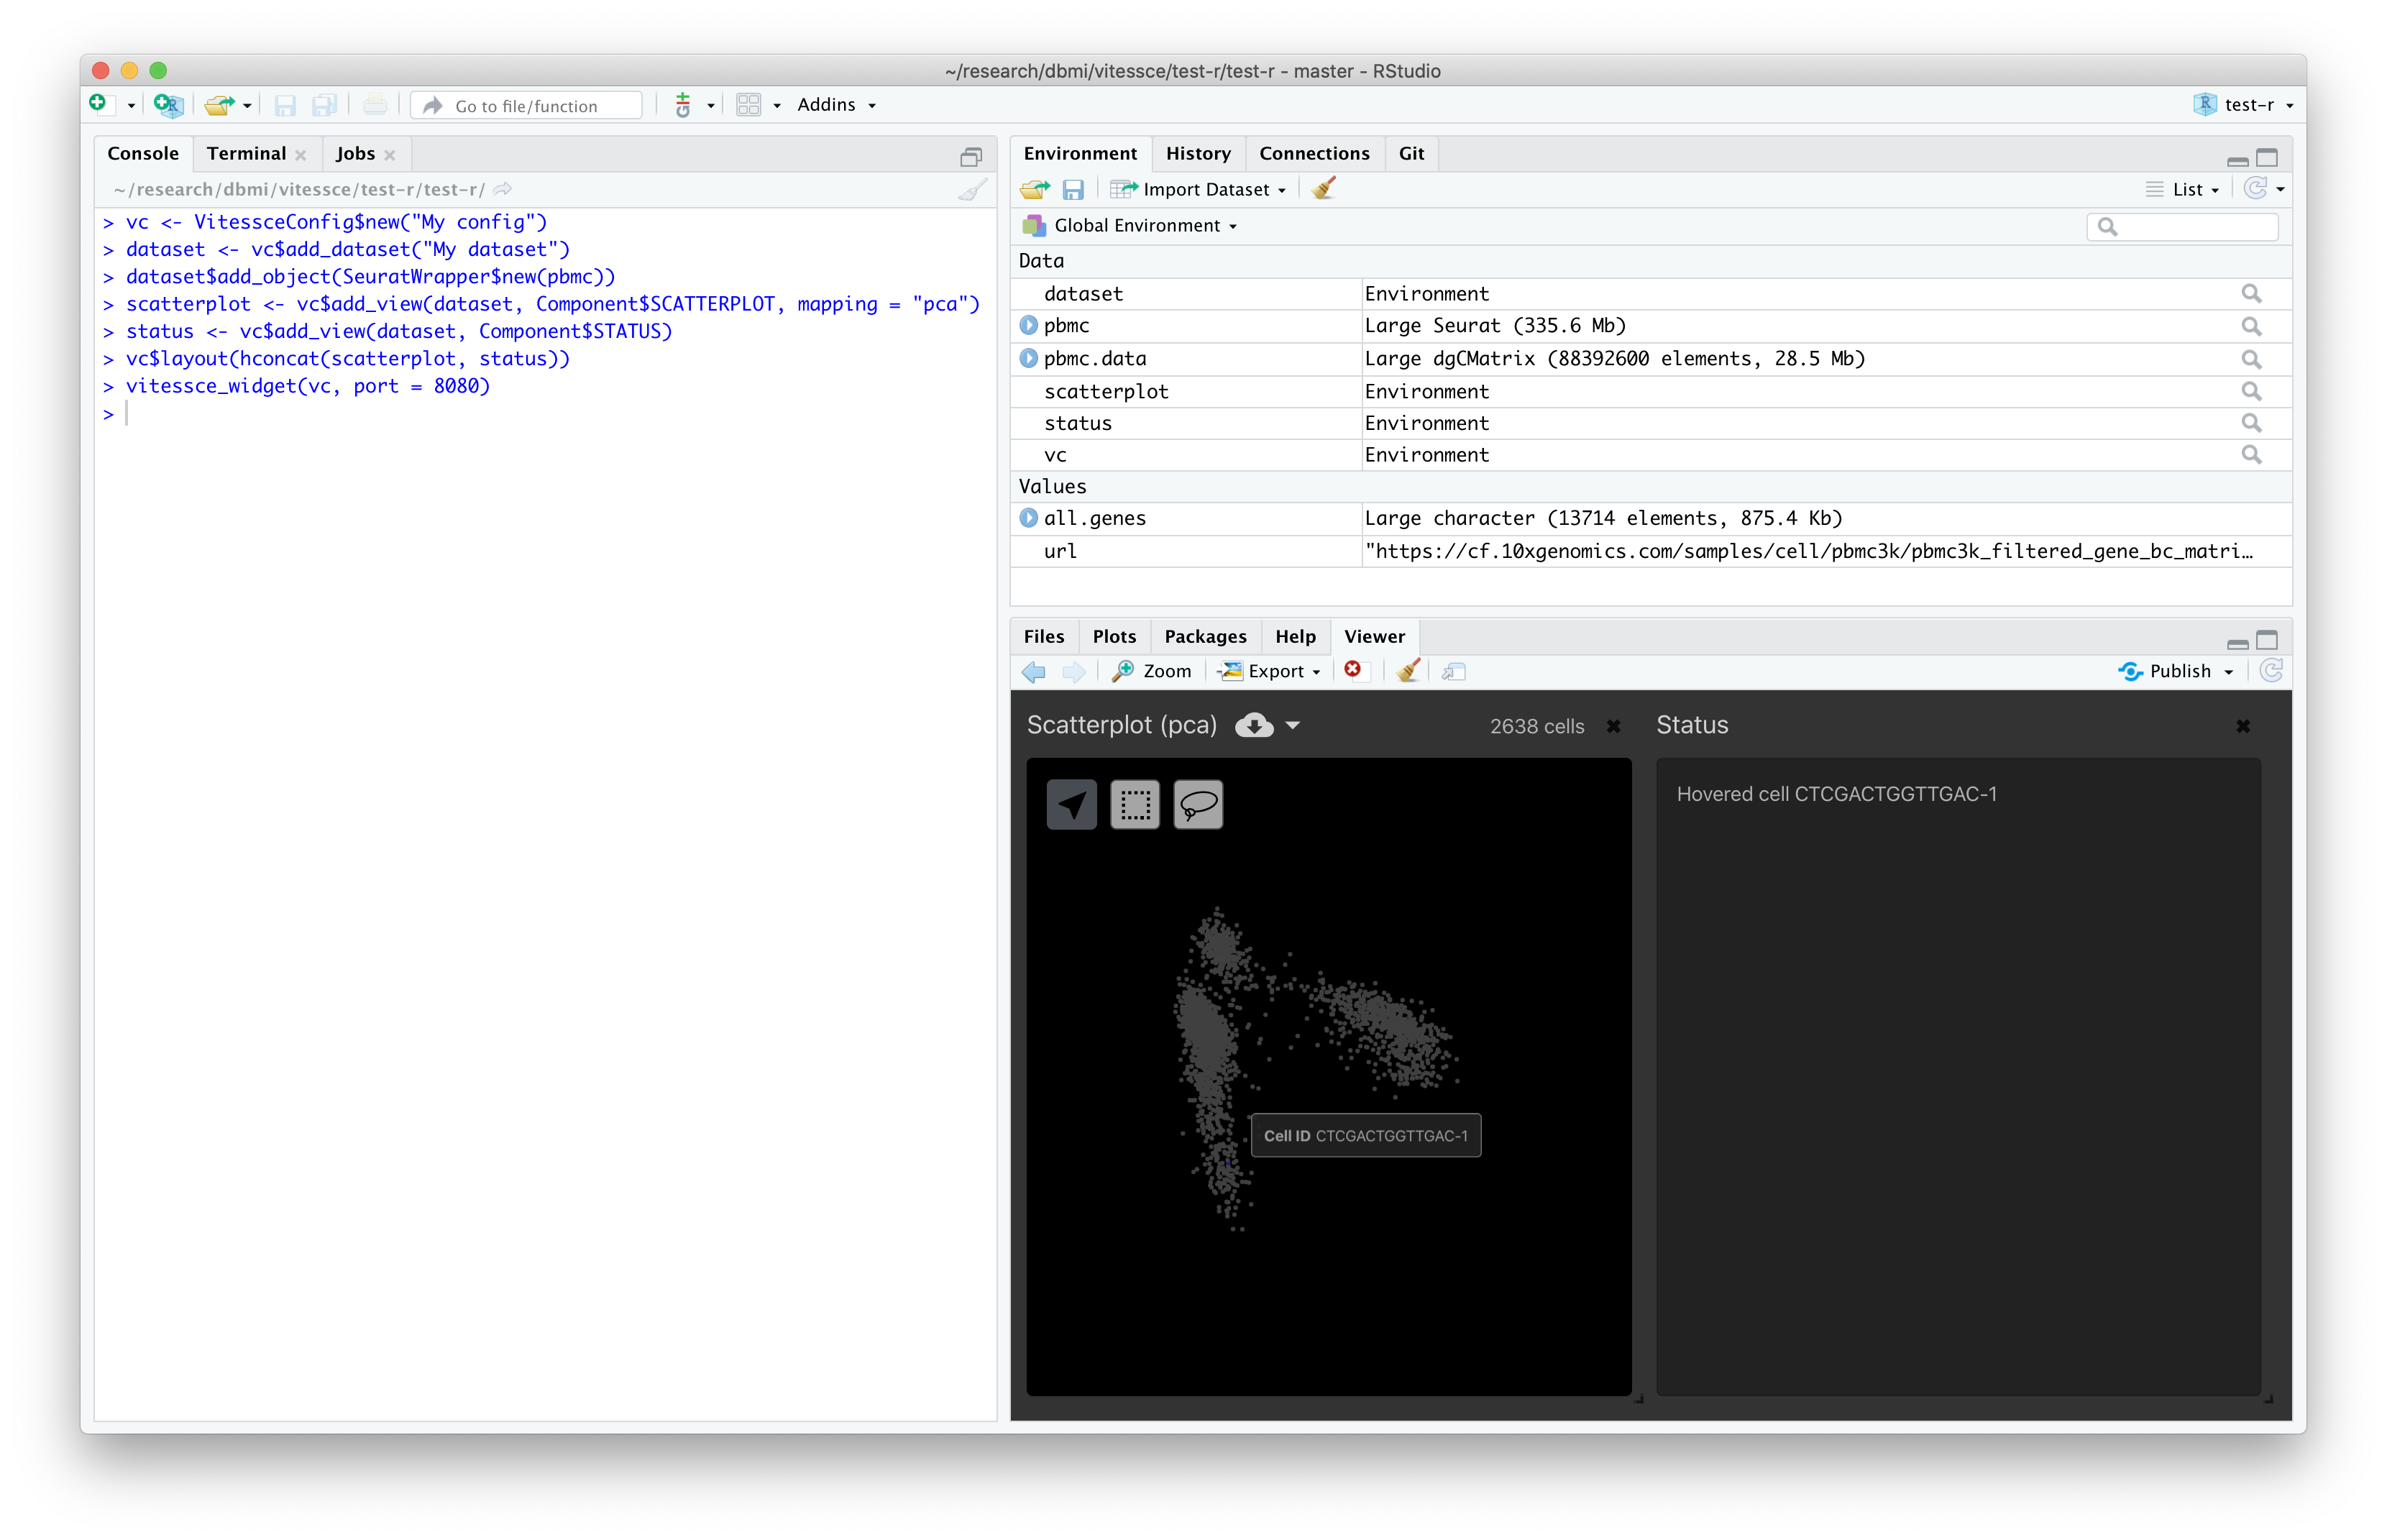 ~/research/dbmi/vitessce/test-r/test-r - master - RStudio
Go to file/function
Git
Addins
test-r
Console Terminal Jobs
~/research/dbmi/vitessce/test-r/test-r/
> vc <- VitessceConfig$new("My config")
> dataset <- vc$add_dataset("My dataset")
> dataset$add_object(SeuratWrapper$new(pbmc))
> scatterplot <- vc$add_view(dataset, Component$SCATTERPLOT, mapping = "pca")
> status <- vc$add_view(dataset, Component$STATUS)
> vc$layout(hconcat(scatterplot, status))
> vitessce_widget(vc, port = 8080)
>
Environment History Connections Git
Import Dataset List
Global Environment
Data
dataset Environment
pbmc Large Seurat (335.6 Mb)
pbmc.data Large dgCMatrix (88392600 elements, 28.5 Mb)
scatterplot Environment
status Environment
vc Environment
Values
all.genes Large character (13714 elements, 875.4 Kb)
url "https://cf.10xgenomics.com/samples/cell/pbmc3k/pbmc3k_filtered_gene_bc_matri…
Files Plots Packages Help Viewer
Zoom Export Publish
Scatterplot (pca) 2638 cells
Cell ID CTCGACTGGTTGAC-1
Status
Hovered cell CTCGACTGGTTGAC-1